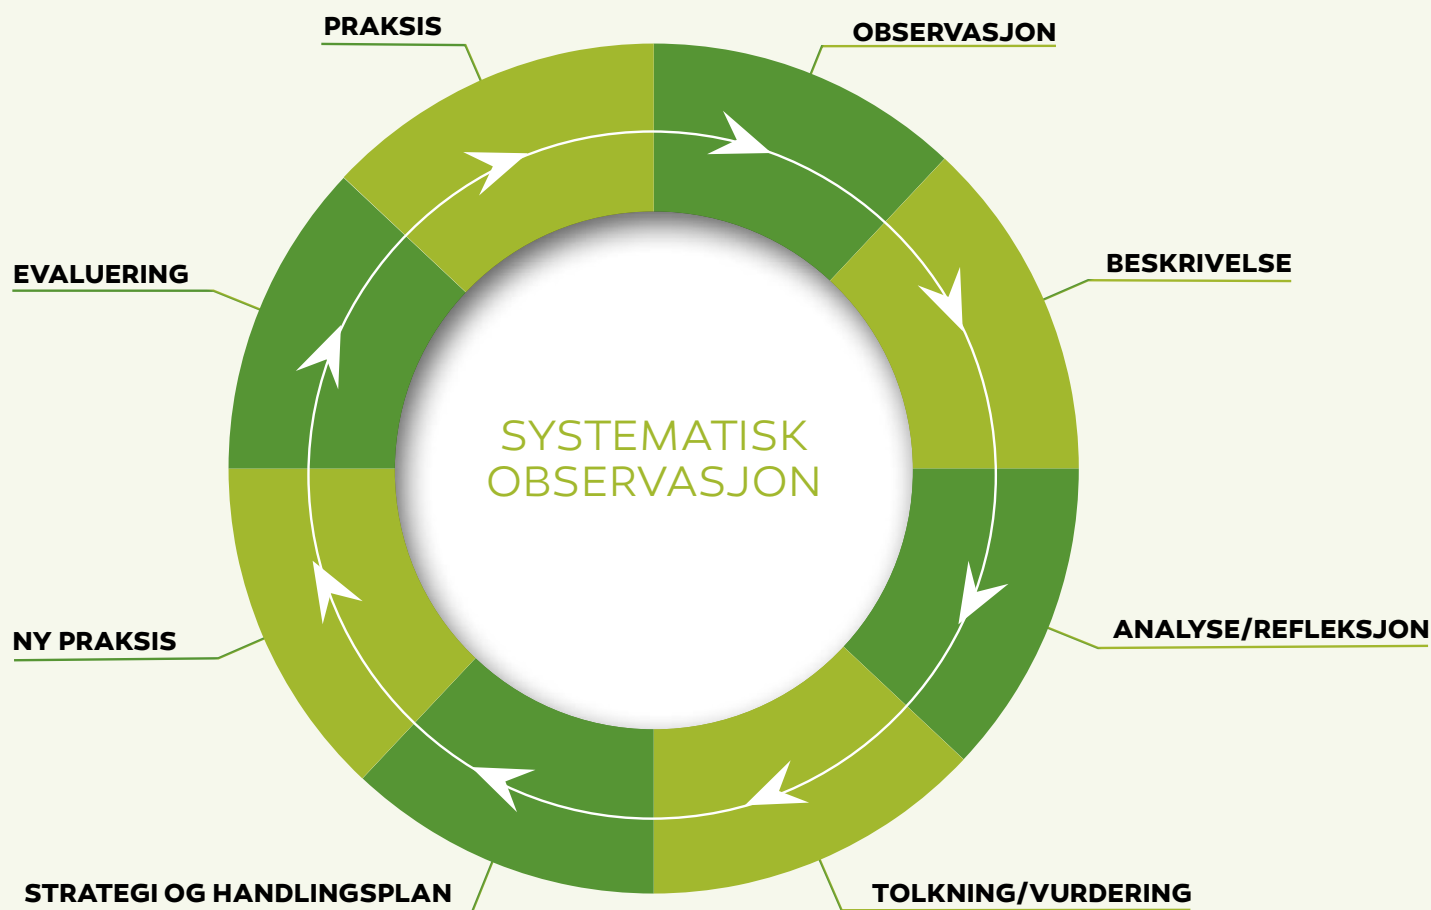 PRAKSIS
OBSERVASJON
EVALUERING
BESKRIVELSE
SYSTEMATISK
OBSERVASJON
NY PRAKSIS
ANALYSE/REFLEKSJON
STRATEGI OG HANDLINGSPLAN
TOLKNING/VURDERING